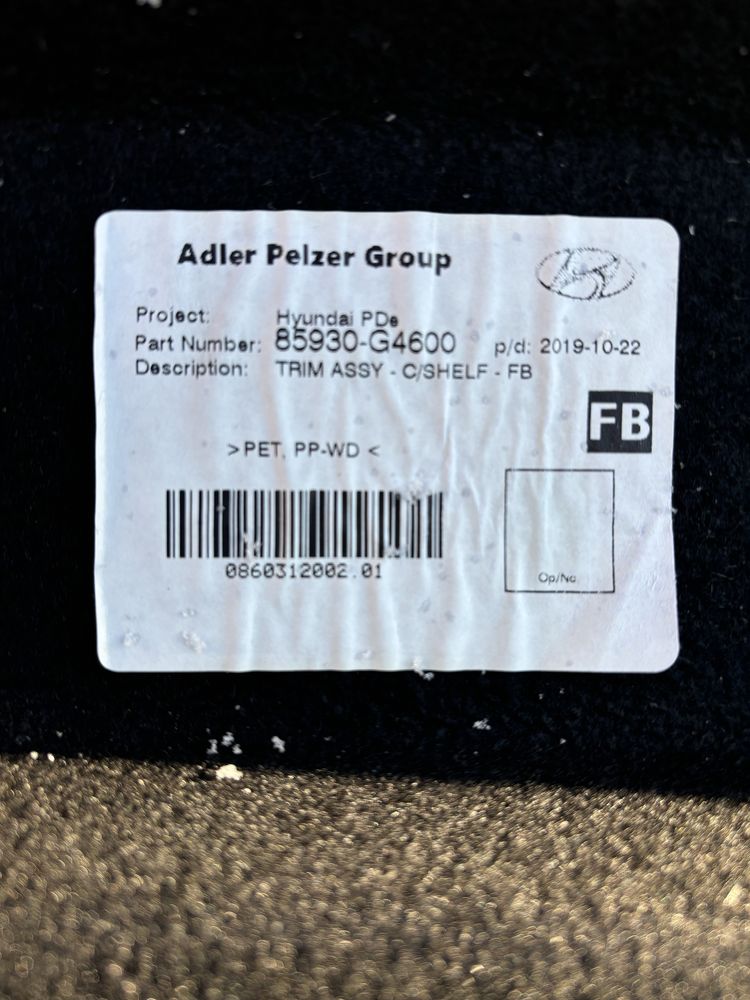 Adler Pelzer Group
Project: Hyundai PDe
Part Number: 85930-G4600 p/d: 2019-10-22
Description: TRIM ASSY - C/SHELF - FB
FB
>PET, PP-WD <
0860312002.01
Op/No